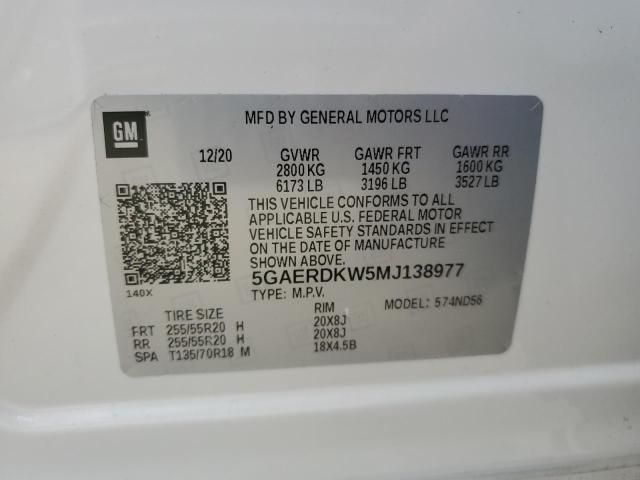 GM
MFD BY GENERAL MOTORS LLC
12/20 GVWR GAWR FRT GAWR RR
2800 KG 1450 KG 1600 KG
6173 LB 3196 LB 3527 LB
THIS VEHICLE CONFORMS TO ALL
APPLICABLE U.S. FEDERAL MOTOR
VEHICLE SAFETY STANDARDS IN EFFECT
ON THE DATE OF MANUFACTURE
SHOWN ABOVE.
5GAERDKW5MJ138977
140X
TYPE: M.P.V. MODEL: 574ND56
TIRE SIZE RIM
FRT 255/55R20 H 20X8J
RR 255/55R20 H 20X8J
SPA T135/70R18 M 18X4.5B